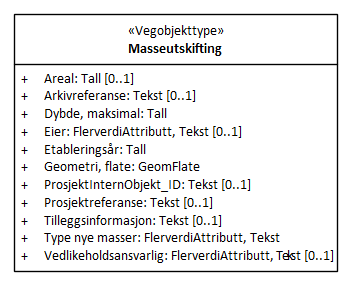 «Vegobjekttype»
Masseutskifting
+ Areal: Tall [0..1]
+ Arkivreferanse: Tekst [0..1]
+ Dybde, maksimal: Tall
+ Eier: FlerverdiAttributt, Tekst [0..1]
+ Etableringsår: Tall
+ Geometri, flate: GeomFlate
+ ProsjektInternObjekt_ID: Tekst [0..1]
+ Prosjektreferanse: Tekst [0..1]
+ Tilleggsinformasjon: Tekst [0..1]
+ Type nye masser: FlerverdiAttributt, Tekst
+ Vedlikeholdsansvarlig: FlerverdiAttributt, Tekst [0..1]